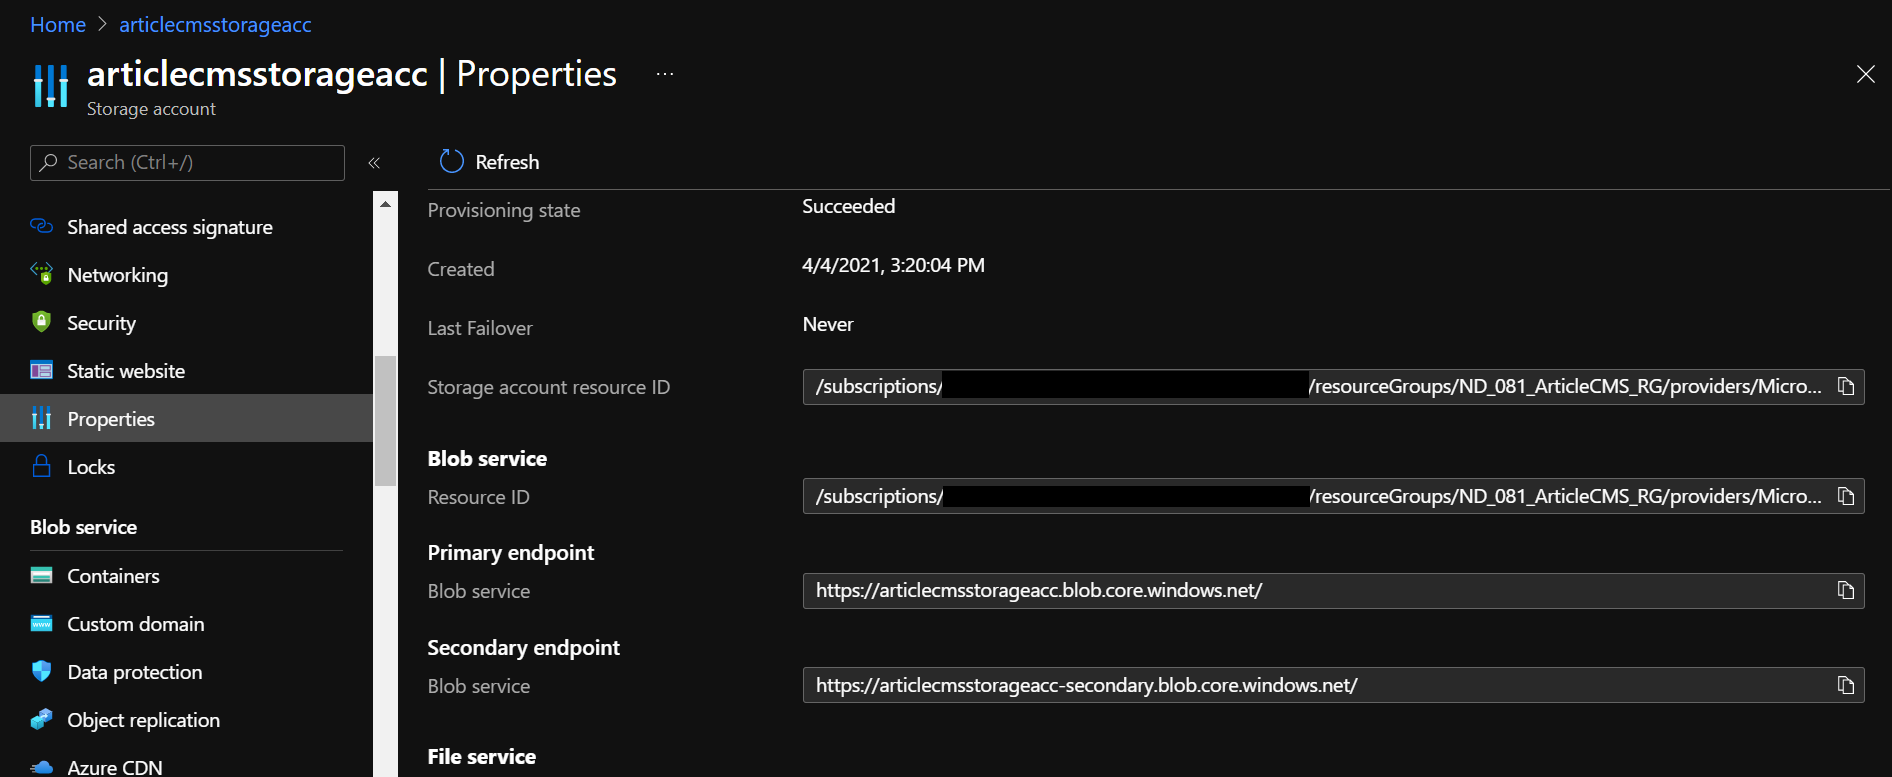 Home > articlecmsstorageacc
articlecmsstorageacc | Properties ...
Storage account
Search (Ctrl+/)
«
Refresh
Shared access signature
Networking
Security
Static website
Properties
Locks
Blob service
Containers
Custom domain
Data protection
Object replication
Azure CDN
Provisioning state
Succeeded
Created
4/4/2021, 3:20:04 PM
Last Failover
Never
Storage account resource ID
/subscriptions/ /resourceGroups/ND_081_ArticleCMS_RG/providers/Micro...
Blob service
Resource ID
/subscriptions/ /resourceGroups/ND_081_ArticleCMS_RG/providers/Micro...
Primary endpoint
Blob service
https://articlecmsstorageacc.blob.core.windows.net/
Secondary endpoint
Blob service
https://articlecmsstorageacc-secondary.blob.core.windows.net/
File service